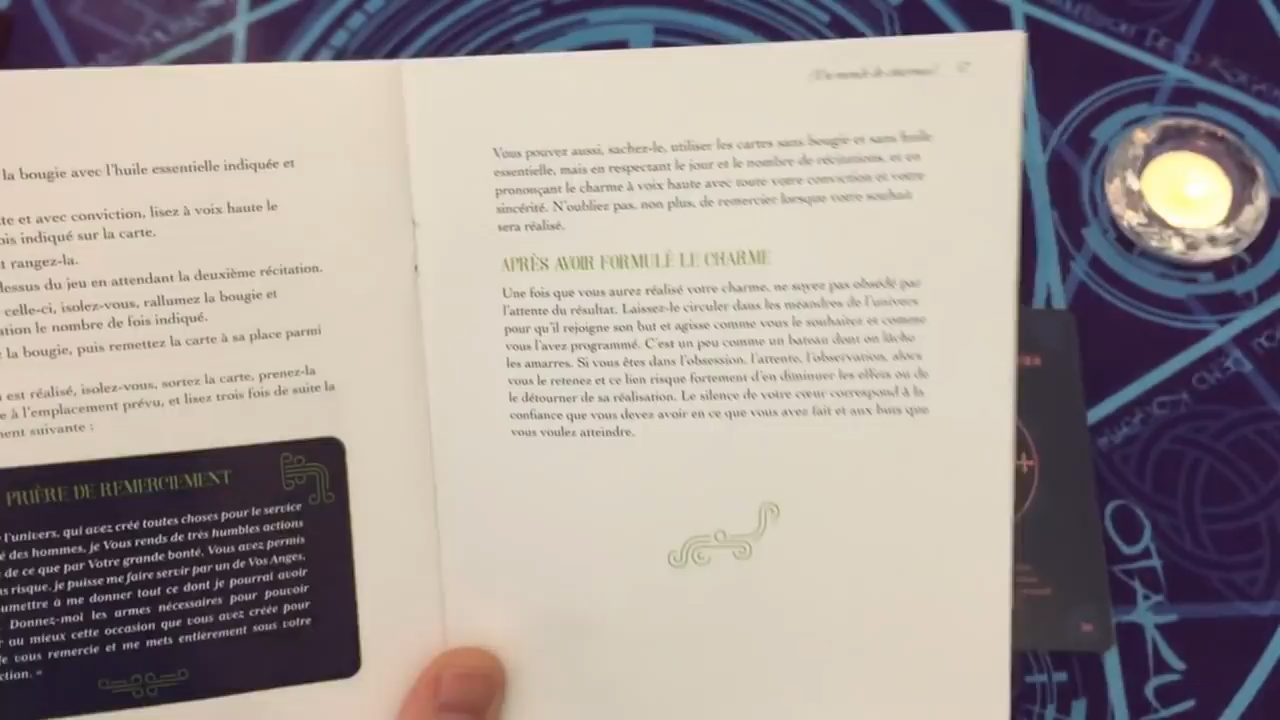 la bougie avec l'huile essentielle indiquée et
te et avec conviction, lisez à voix haute le
ois indiqué sur la carte.
t rangez-la.
dessus du jeu en attendant la deuxième récitation.
celle-ci, isolez-vous, rallumez la bougie et
tion le nombre de fois indiqué.
la bougie, puis remettez la carte à sa place parmi
est réalisé, isolez-vous, sortez la carte, prenez-la
e à l'emplacement prévu, et lisez trois fois de suite la
ment suivante :
PRIÈRE DE REMERCIEMENT
l'univers, qui avez créé toutes choses pour le service
é des hommes, je Vous rends de très humbles actions
de ce que par Votre grande bonté, Vous avez permis
s risque, je puisse me faire servir par un de Vos Anges,
umettre à me donner tout ce dont je pourrai avoir
Donnez-moi les armes nécessaires pour pouvoir
r au mieux cette occasion que vous avez créée pour
e vous remercie et me mets entièrement sous votre
ction. »
Vous pouvez aussi, sachez-le, utiliser les cartes sans bougie et sans huile
essentielle, mais en respectant le jour et le nombre de récitations, et en
prononçant le charme à voix haute avec toute votre conviction et votre
sincérité. N'oubliez pas, non plus, de remercier lorsque votre souhait
sera réalisé.
APRÈS AVOIR FORMULÉ LE CHARME
Une fois que vous aurez réalisé votre charme, ne soyez pas obsédé par
l'attente du résultat. Laissez-le circuler dans les méandres de l'univers
pour qu'il rejoigne son but et agisse comme vous le souhaitez et comme
vous l'avez programmé. C'est un peu comme un bateau dont on lâche
les amarres. Si vous êtes dans l'obsession, l'attente, l'observation, alors
vous le retenez et ce lien risque fortement d'en diminuer les effets ou de
le détourner de sa réalisation. Le silence de votre cœur correspond à la
confiance que vous devez avoir en ce que vous avez fait et aux buts que
vous voulez atteindre.